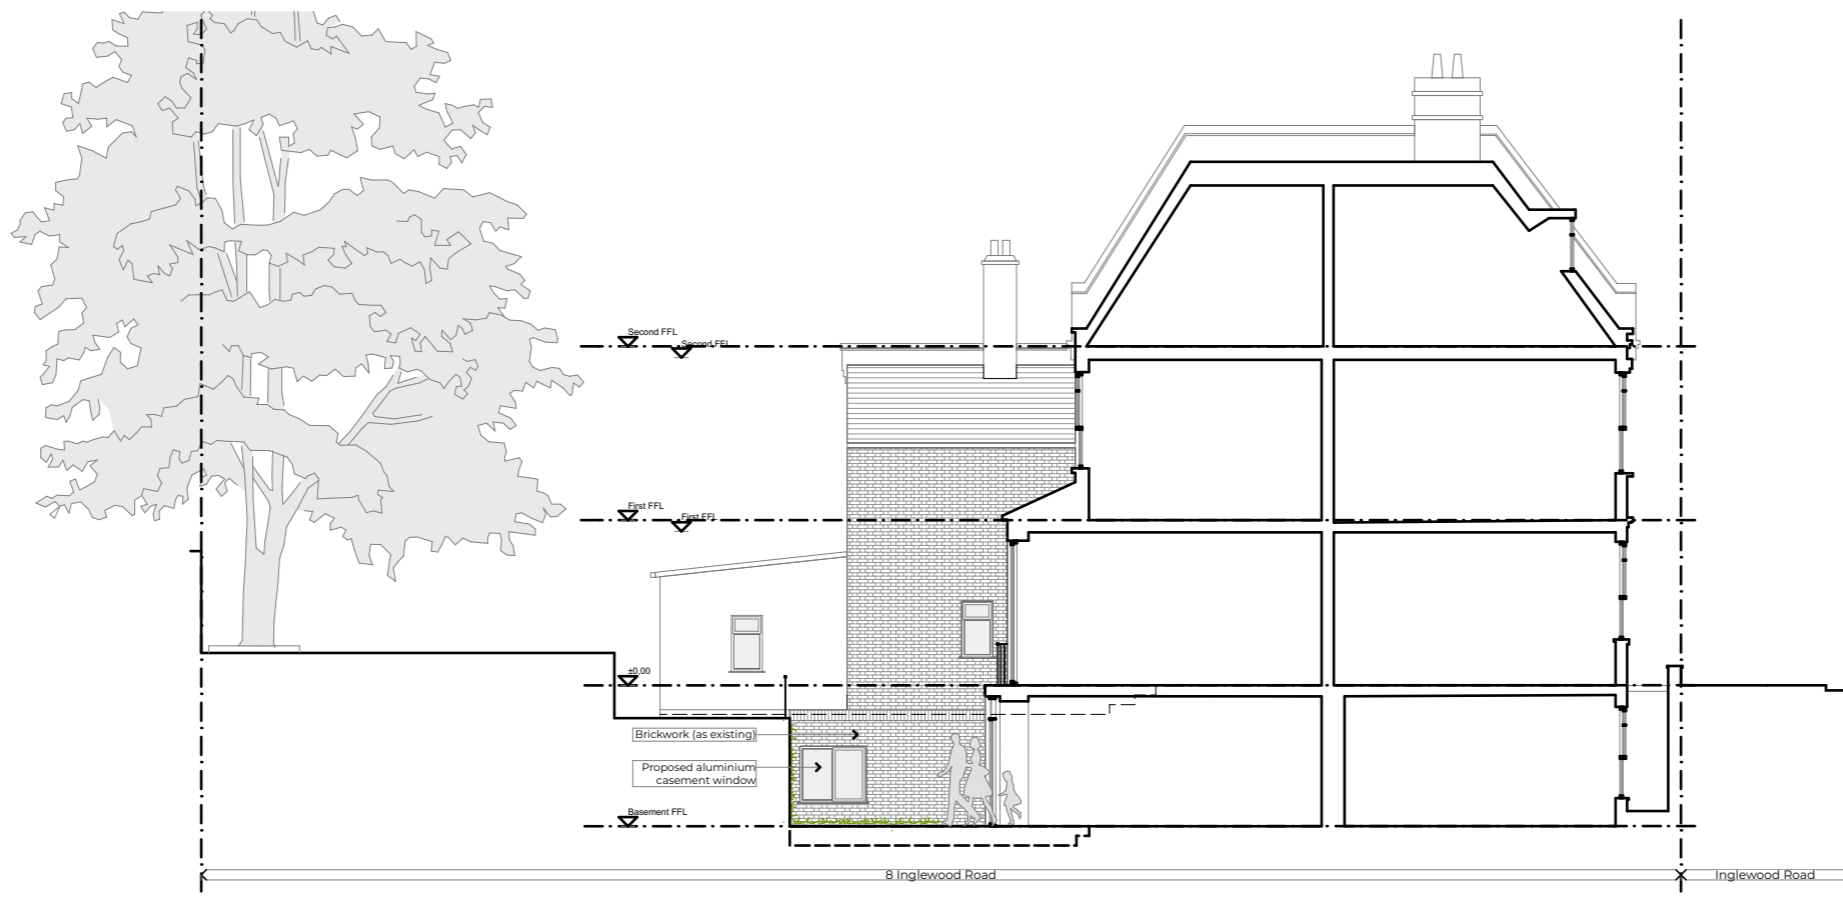 Second FFL
Second FFL
First FFL
First FFL
±0.00
Brickwork (as existing)
Proposed aluminium
casement window
Basement FFL
8 Inglewood Road
Inglewood Road